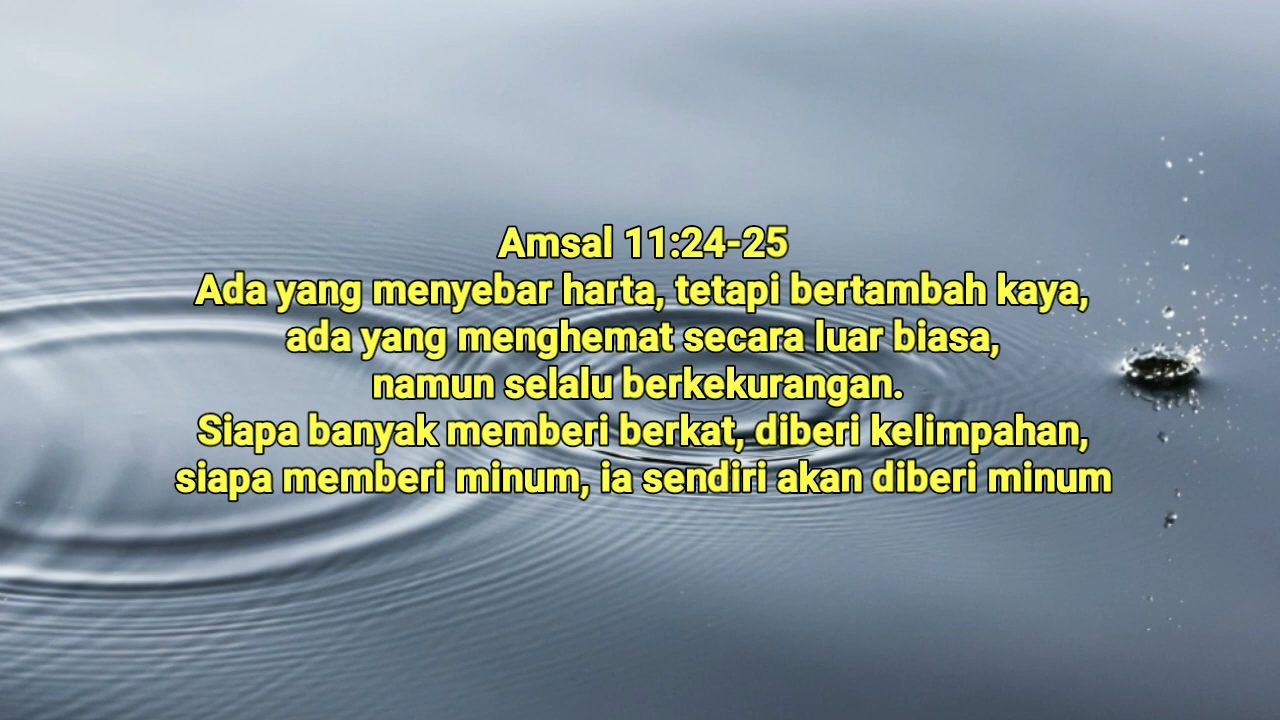 Amsal 11:24-25
Ada yang menyebar harta, tetapi bertambah kaya,
ada yang menghemat secara luar biasa,
namun selalu berkekurangan.
Siapa banyak memberi berkat, diberi kelimpahan,
siapa memberi minum, ia sendiri akan diberi minum